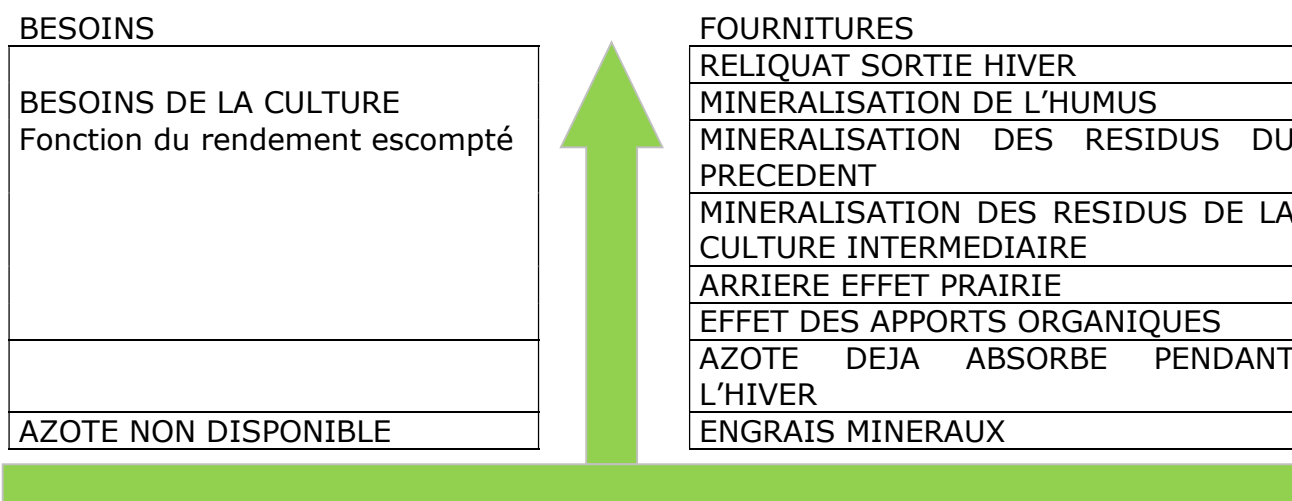 BESOINS
BESOINS DE LA CULTURE
Fonction du rendement escompté
AZOTE NON DISPONIBLE
FOURNITURES
RELIQUAT SORTIE HIVER
MINERALISATION DE L’HUMUS
MINERALISATION DES RESIDUS DU
PRECEDENT
MINERALISATION DES RESIDUS DE LA
CULTURE INTERMEDIAIRE
ARRIERE EFFET PRAIRIE
EFFET DES APPORTS ORGANIQUES
AZOTE DEJA ABSORBE PENDANT
L’HIVER
ENGRAIS MINERAUX